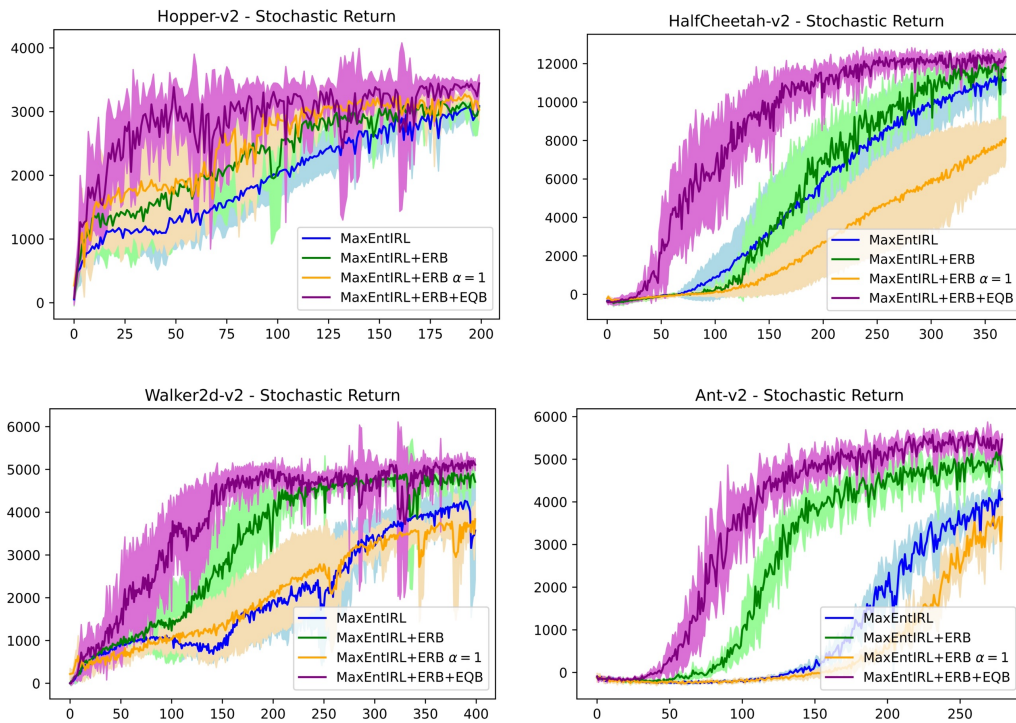 Hopper-v2 - Stochastic Return
4000
3000
2000
1000
0
0 25 50 75 100 125 150 175 200
MaxEntIRL
MaxEntIRL+ERB
MaxEntIRL+ERB α = 1
MaxEntIRL+ERB+EQB
HalfCheetah-v2 - Stochastic Return
12000
10000
8000
6000
4000
2000
0
0 50 100 150 200 250 300 350
MaxEntIRL
MaxEntIRL+ERB
MaxEntIRL+ERB α = 1
MaxEntIRL+ERB+EQB
Walker2d-v2 - Stochastic Return
6000
5000
4000
3000
2000
1000
0
0 50 100 150 200 250 300 350 400
MaxEntIRL
MaxEntIRL+ERB
MaxEntIRL+ERB α = 1
MaxEntIRL+ERB+EQB
Ant-v2 - Stochastic Return
6000
5000
4000
3000
2000
1000
0
0 50 100 150 200 250
MaxEntIRL
MaxEntIRL+ERB
MaxEntIRL+ERB α = 1
MaxEntIRL+ERB+EQB